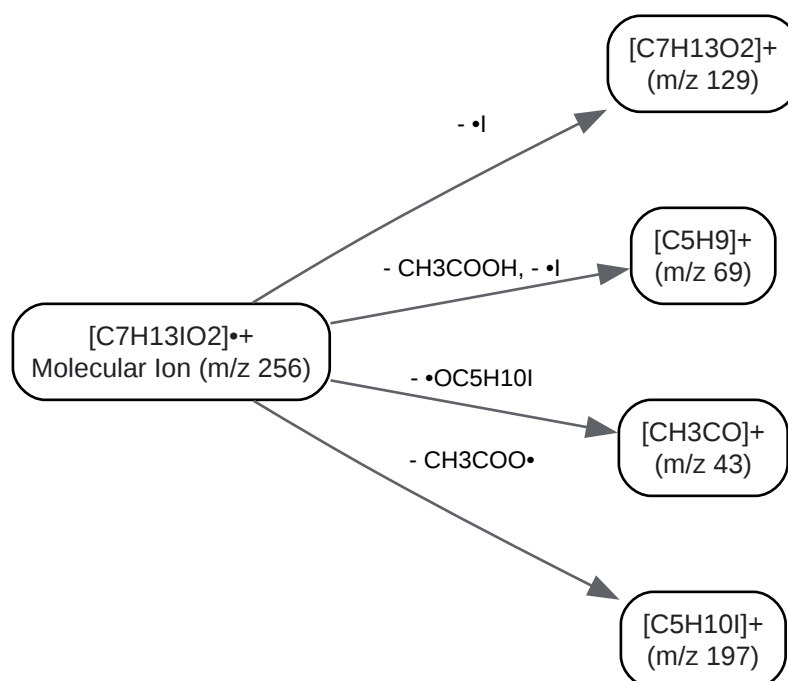 [C7H13O2]+
(m/z 129)
- •I
[C5H9]+
(m/z 69)
- CH3COOH, - •I
[C7H13IO2]•+
Molecular Ion (m/z 256)
- •OC5H10I
[CH3CO]+
(m/z 43)
- CH3COO•
[C5H10I]+
(m/z 197)